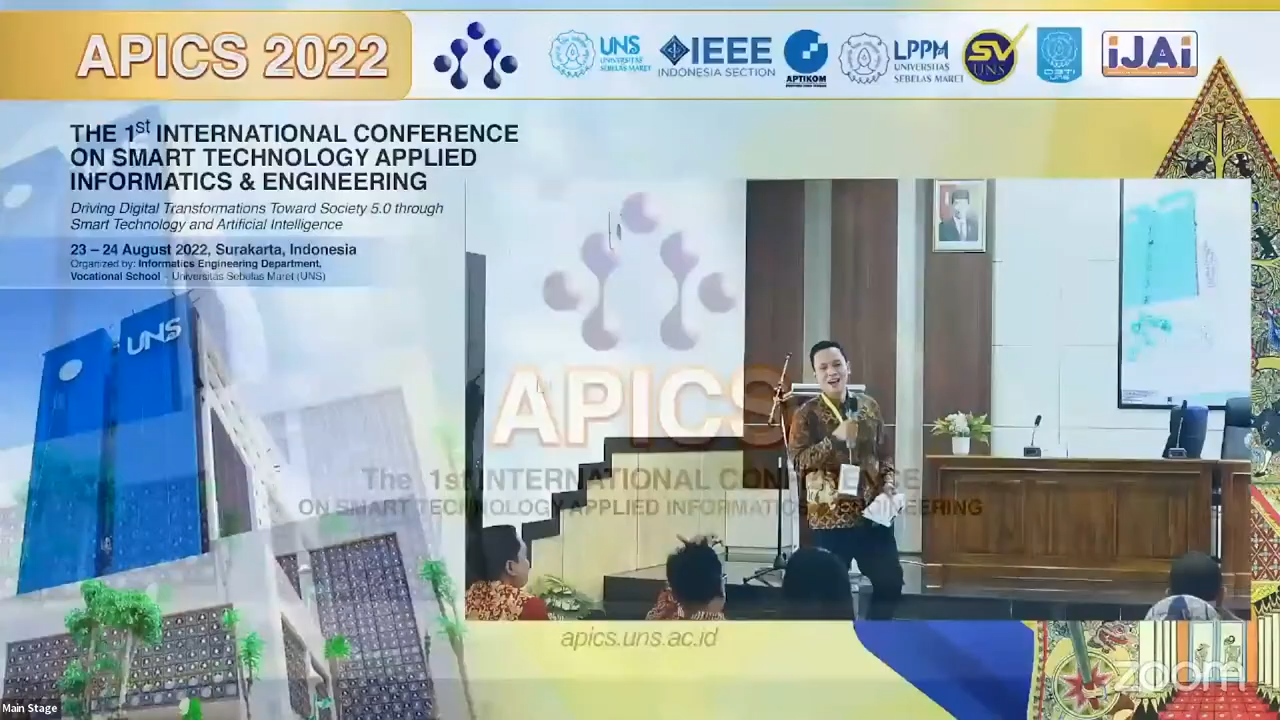 APICS 2022
UNS
UNIVERSITAS
SEBELAS MARET
IEEE
INDONESIA SECTION
APTIKOM
LPPM
UNIVERSITAS
SEBELAS MARET
SV
UNS
D3TI
UNS
iJAi
THE 1st INTERNATIONAL CONFERENCE
ON SMART TECHNOLOGY APPLIED
INFORMATICS & ENGINEERING
Driving Digital Transformations Toward Society 5.0 through
Smart Technology and Artificial Intelligence
23 – 24 August 2022, Surakarta, Indonesia
Organized by: Informatics Engineering Department,
Vocational School - Universitas Sebelas Maret (UNS)
UNS
APICS
The 1st INTERNATIONAL CONFERENCE
ON SMART TECHNOLOGY APPLIED INFORMATICS & ENGINEERING
apics.uns.ac.id
zoom
Main Stage